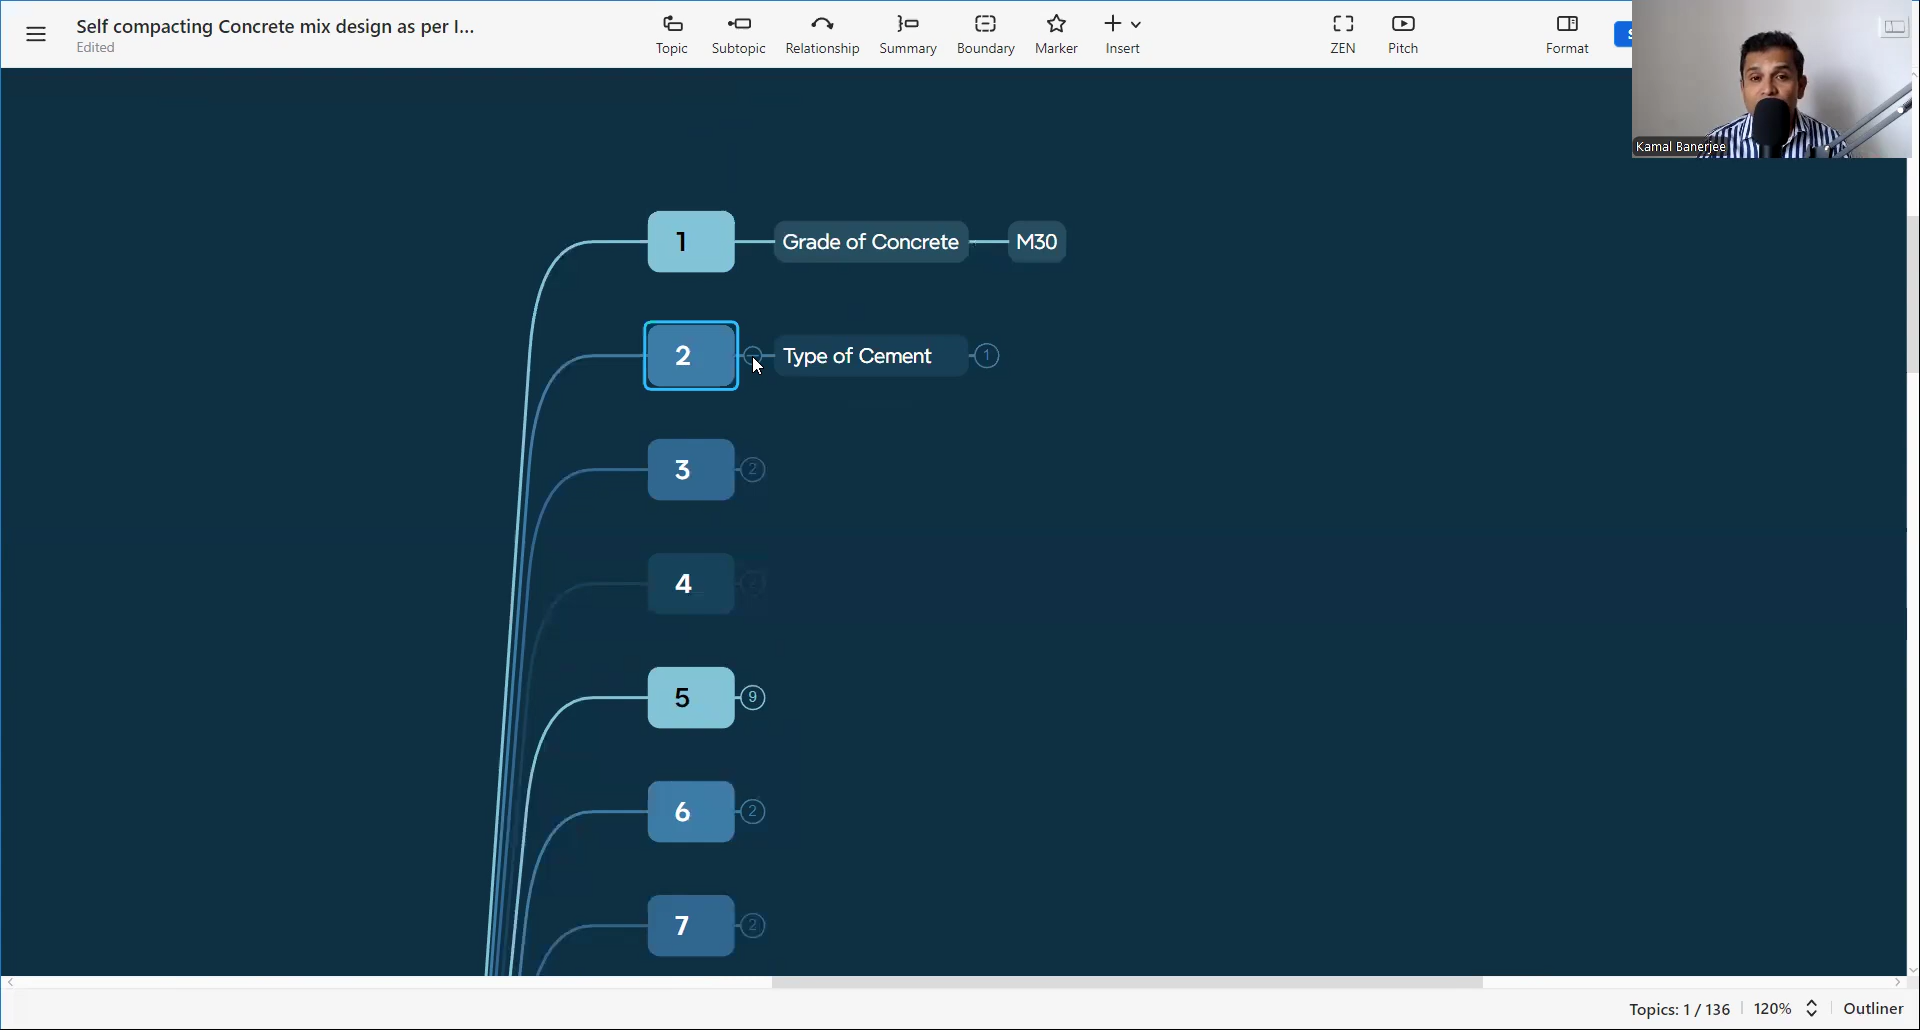 Self compacting Concrete mix design as per I...
Edited
Topic
Subtopic
Relationship
Summary
Boundary
Marker
Insert
ZEN
Pitch
Format
Kamal Banerjee
1 Grade of Concrete M30
2 Type of Cement 1
3 2
4
5 9
6 2
7 2
Topics: 1 / 136
120%
Outliner